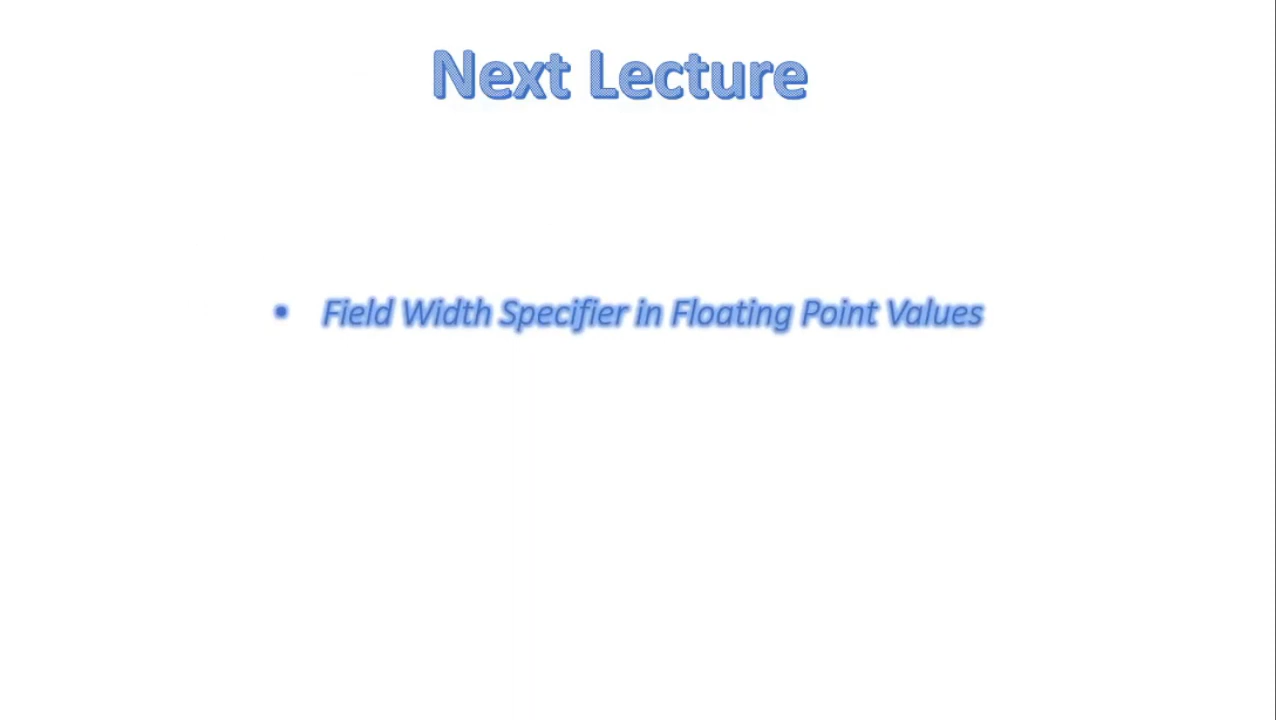 Next Lecture
• Field Width Specifier in Floating Point Values